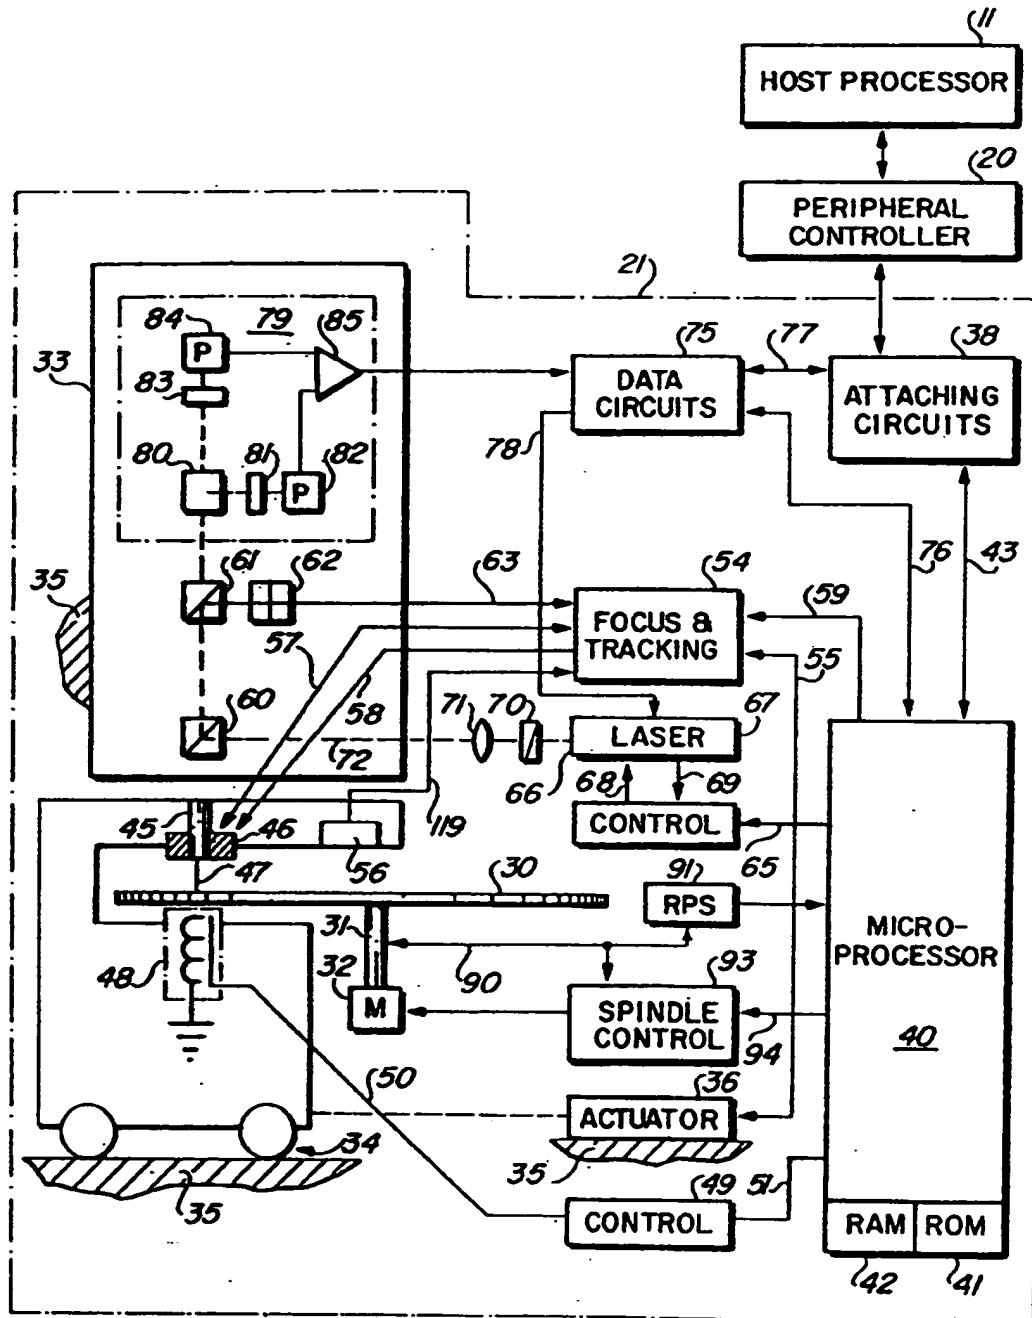 11
HOST PROCESSOR
20
PERIPHERAL
CONTROLLER
21
33
84
79
85
P
83
80
81
82
P
75
DATA
CIRCUITS
77
38
ATTACHING
CIRCUITS
78
76
43
35
61
62
63
54
FOCUS &
TRACKING
59
55
57
58
60
72
71
70
67
LASER
66
68
69
119
CONTROL
65
45
46
47
56
30
91
RPS
31
90
48
32
M
93
SPINDLE
CONTROL
94
MICRO-
PROCESSOR
40
50
36
ACTUATOR
35
34
35
49
CONTROL
51
RAM
ROM
42
41